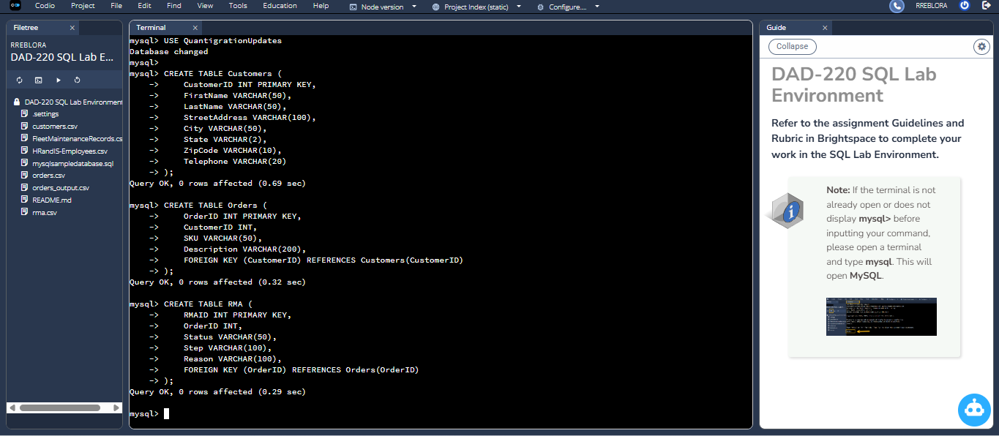 Codio Project File Edit Find View Tools Education Help Node version Project Index (static) Configure.... RREBLORA
Filetree ×
RREBLORA
DAD-220 SQL Lab E...
DAD-220 SQL Lab Environment
.settings
customers.csv
FleetMaintenanceRecords.cs
HRandIS-Employees.csv
mysqlsampledatabase.sql
orders.csv
orders_output.csv
README.md
rma.csv
Terminal ×
mysql> USE QuantigrationUpdates
Database changed
mysql>
mysql> CREATE TABLE Customers (
    ->     CustomerID INT PRIMARY KEY,
    ->     FirstName VARCHAR(50),
    ->     LastName VARCHAR(50),
    ->     StreetAddress VARCHAR(100),
    ->     City VARCHAR(50),
    ->     State VARCHAR(2),
    ->     ZipCode VARCHAR(10),
    ->     Telephone VARCHAR(20)
    -> );
Query OK, 0 rows affected (0.69 sec)
mysql> CREATE TABLE Orders (
    ->     OrderID INT PRIMARY KEY,
    ->     CustomerID INT,
    ->     SKU VARCHAR(50),
    ->     Description VARCHAR(200),
    ->     FOREIGN KEY (CustomerID) REFERENCES Customers(CustomerID)
    -> );
Query OK, 0 rows affected (0.32 sec)
mysql> CREATE TABLE RMA (
    ->     RMAID INT PRIMARY KEY,
    ->     OrderID INT,
    ->     Status VARCHAR(50),
    ->     Step VARCHAR(100),
    ->     Reason VARCHAR(100),
    ->     FOREIGN KEY (OrderID) REFERENCES Orders(OrderID)
    -> );
Query OK, 0 rows affected (0.29 sec)
mysql>
Guide ×
Collapse
DAD-220 SQL Lab
Environment
Refer to the assignment Guidelines and
Rubric in Brightspace to complete your
work in the SQL Lab Environment.
Note: If the terminal is not
already open or does not
display mysql> before
inputting your command,
please open a terminal
and type mysql. This will
open MySQL.